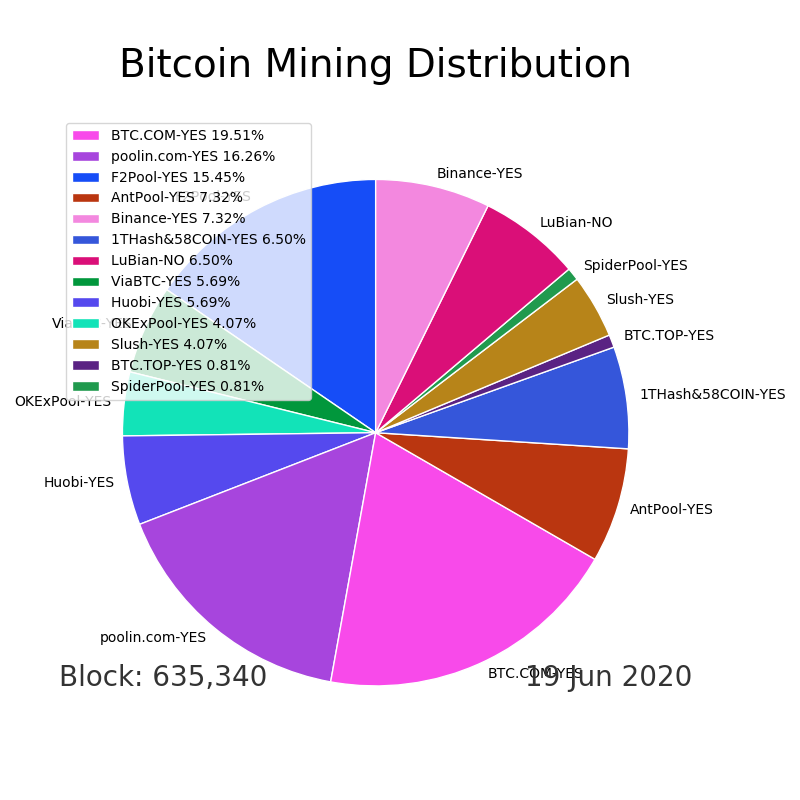 Bitcoin Mining Distribution
BTC.COM-YES 19.51%
poolin.com-YES 16.26%
F2Pool-YES 15.45%
AntPool-YES 7.32%
Binance-YES 7.32%
1THash&58COIN-YES 6.50%
LuBian-NO 6.50%
ViaBTC-YES 5.69%
Huobi-YES 5.69%
OKExPool-YES 4.07%
Slush-YES 4.07%
BTC.TOP-YES 0.81%
SpiderPool-YES 0.81%
Binance-YES
LuBian-NO
SpiderPool-YES
Slush-YES
BTC.TOP-YES
1THash&58COIN-YES
AntPool-YES
BTC.COM-YES
poolin.com-YES
Huobi-YES
OKExPool-YES
Block: 635,340
19 Jun 2020